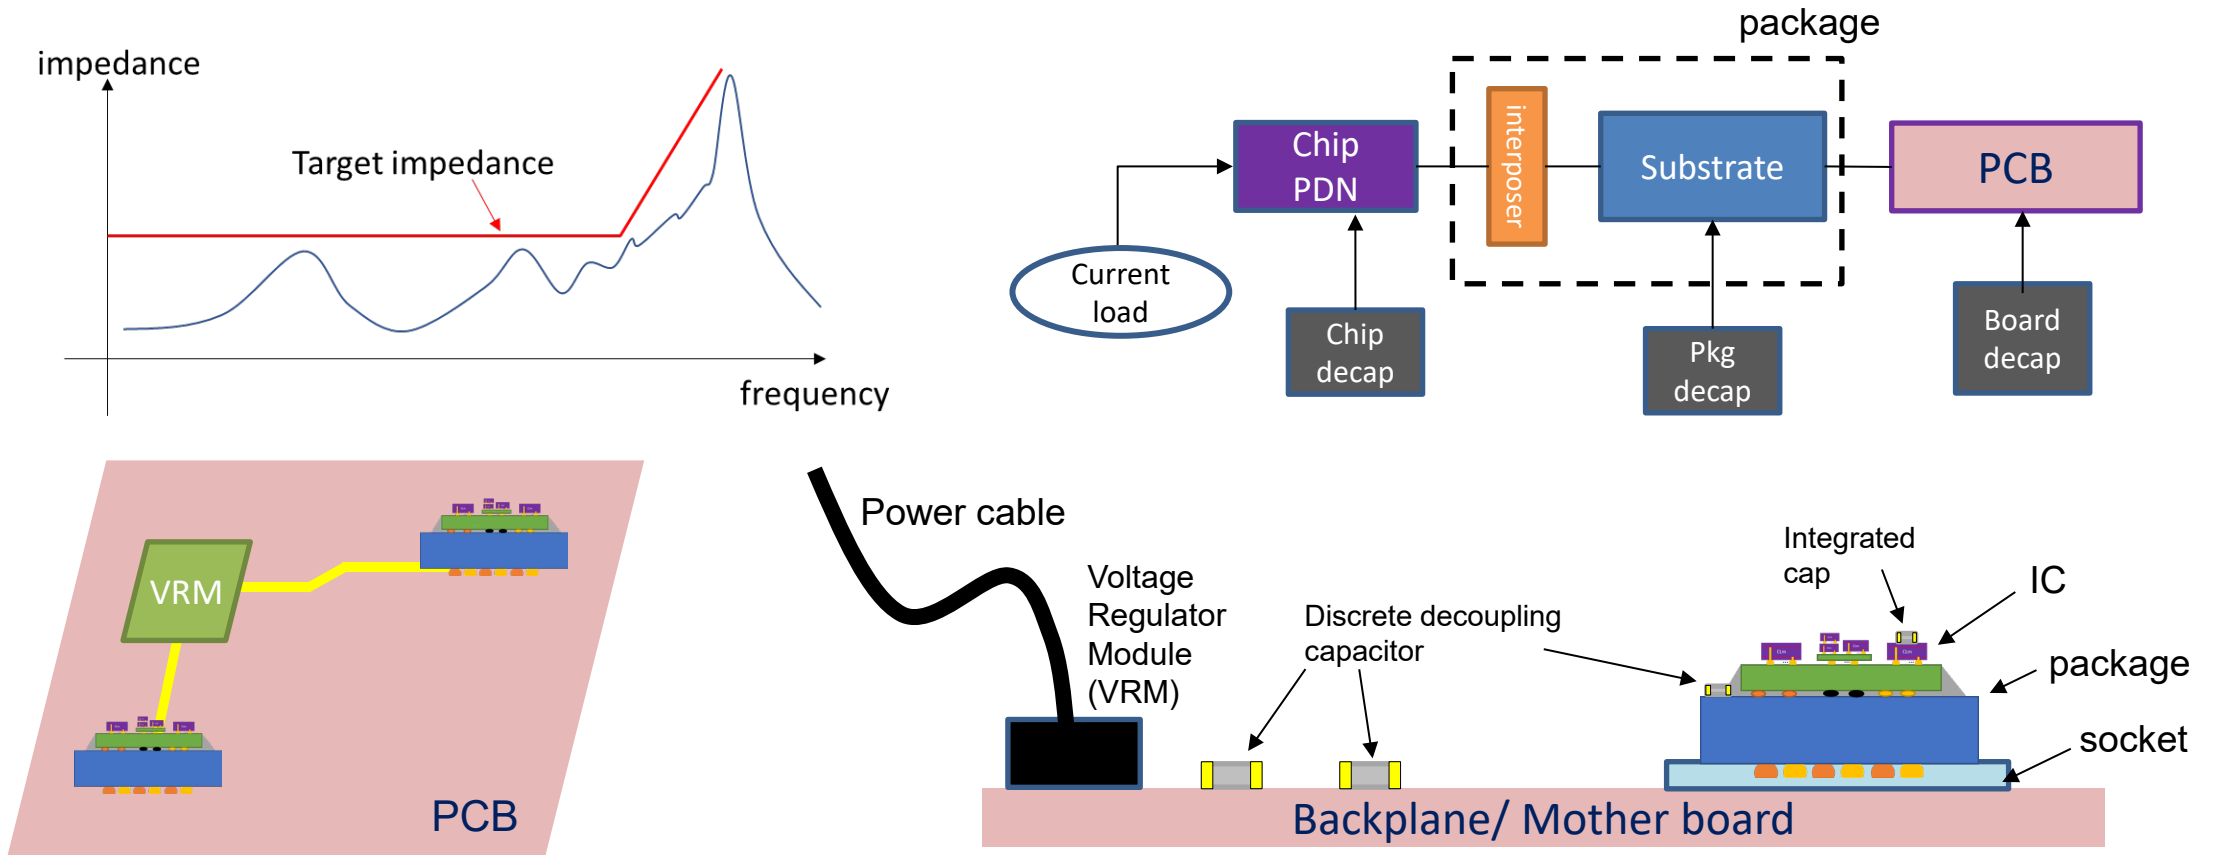 impedance
Target impedance
frequency
package
Chip
PDN
interposer
Substrate
PCB
Current
load
Chip
decap
Pkg
decap
Board
decap
VRM
PCB
Power cable
Voltage
Regulator
Module
(VRM)
Discrete decoupling
capacitor
Integrated
cap
IC
package
socket
Backplane/ Mother board